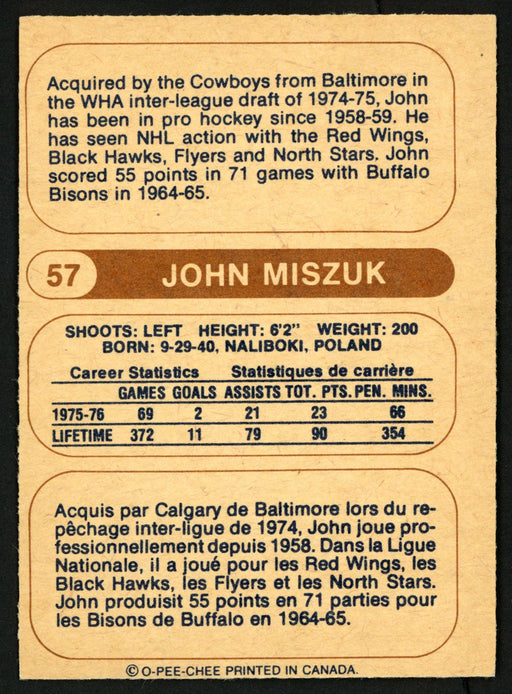 Acquired by the Cowboys from Baltimore in
the WHA inter-league draft of 1974-75, John
has been in pro hockey since 1958-59. He
has seen NHL action with the Red Wings,
Black Hawks, Flyers and North Stars. John
scored 55 points in 71 games with Buffalo
Bisons in 1964-65.
57 JOHN MISZUK
SHOOTS: LEFT HEIGHT: 6'2" WEIGHT: 200
BORN: 9-29-40, NALIBOKI, POLAND
Career Statistics Statistiques de carrière
GAMES GOALS ASSISTS TOT. PTS. PEN. MINS.
1975-76 69 2 21 23 66
LIFETIME 372 11 79 90 354
Acquis par Calgary de Baltimore lors du re-
pêchage inter-ligue de 1974, John joue pro-
fessionnellement depuis 1958. Dans la Ligue
Nationale, il a joué pour les Red Wings, les
Black Hawks, les Flyers et les North Stars.
John produisit 55 points en 71 parties pour
les Bisons de Buffalo en 1964-65.
© O-PEE-CHEE PRINTED IN CANADA.